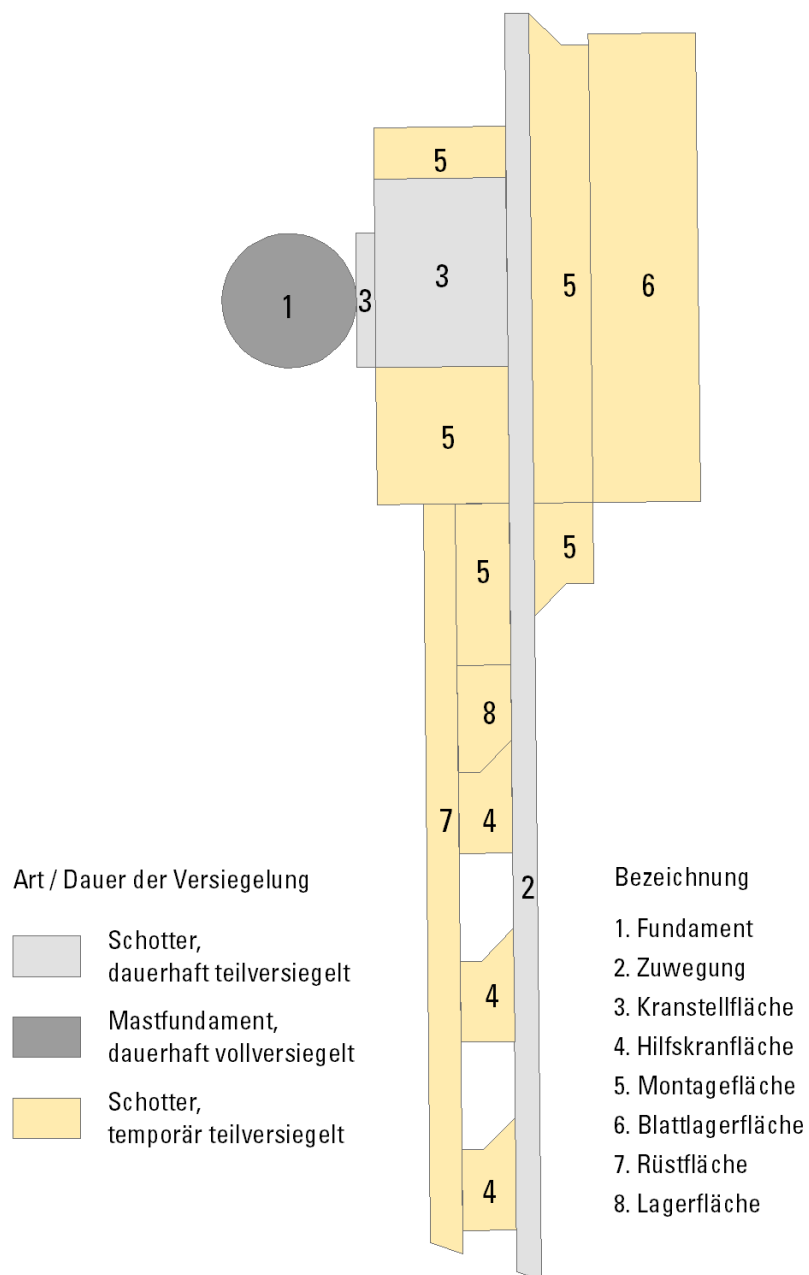 5
3
3
1
5
6
5
5
5
8
7
4
2
4
4
Art / Dauer der Versiegelung
Schotter,
dauerhaft teilversiegelt
Mastfundament,
dauerhaft vollversiegelt
Schotter,
temporär teilversiegelt
Bezeichnung
1. Fundament
2. Zuwegung
3. Kranstellfläche
4. Hilfskranfläche
5. Montagefläche
6. Blattlagerfläche
7. Rüstfläche
8. Lagerfläche